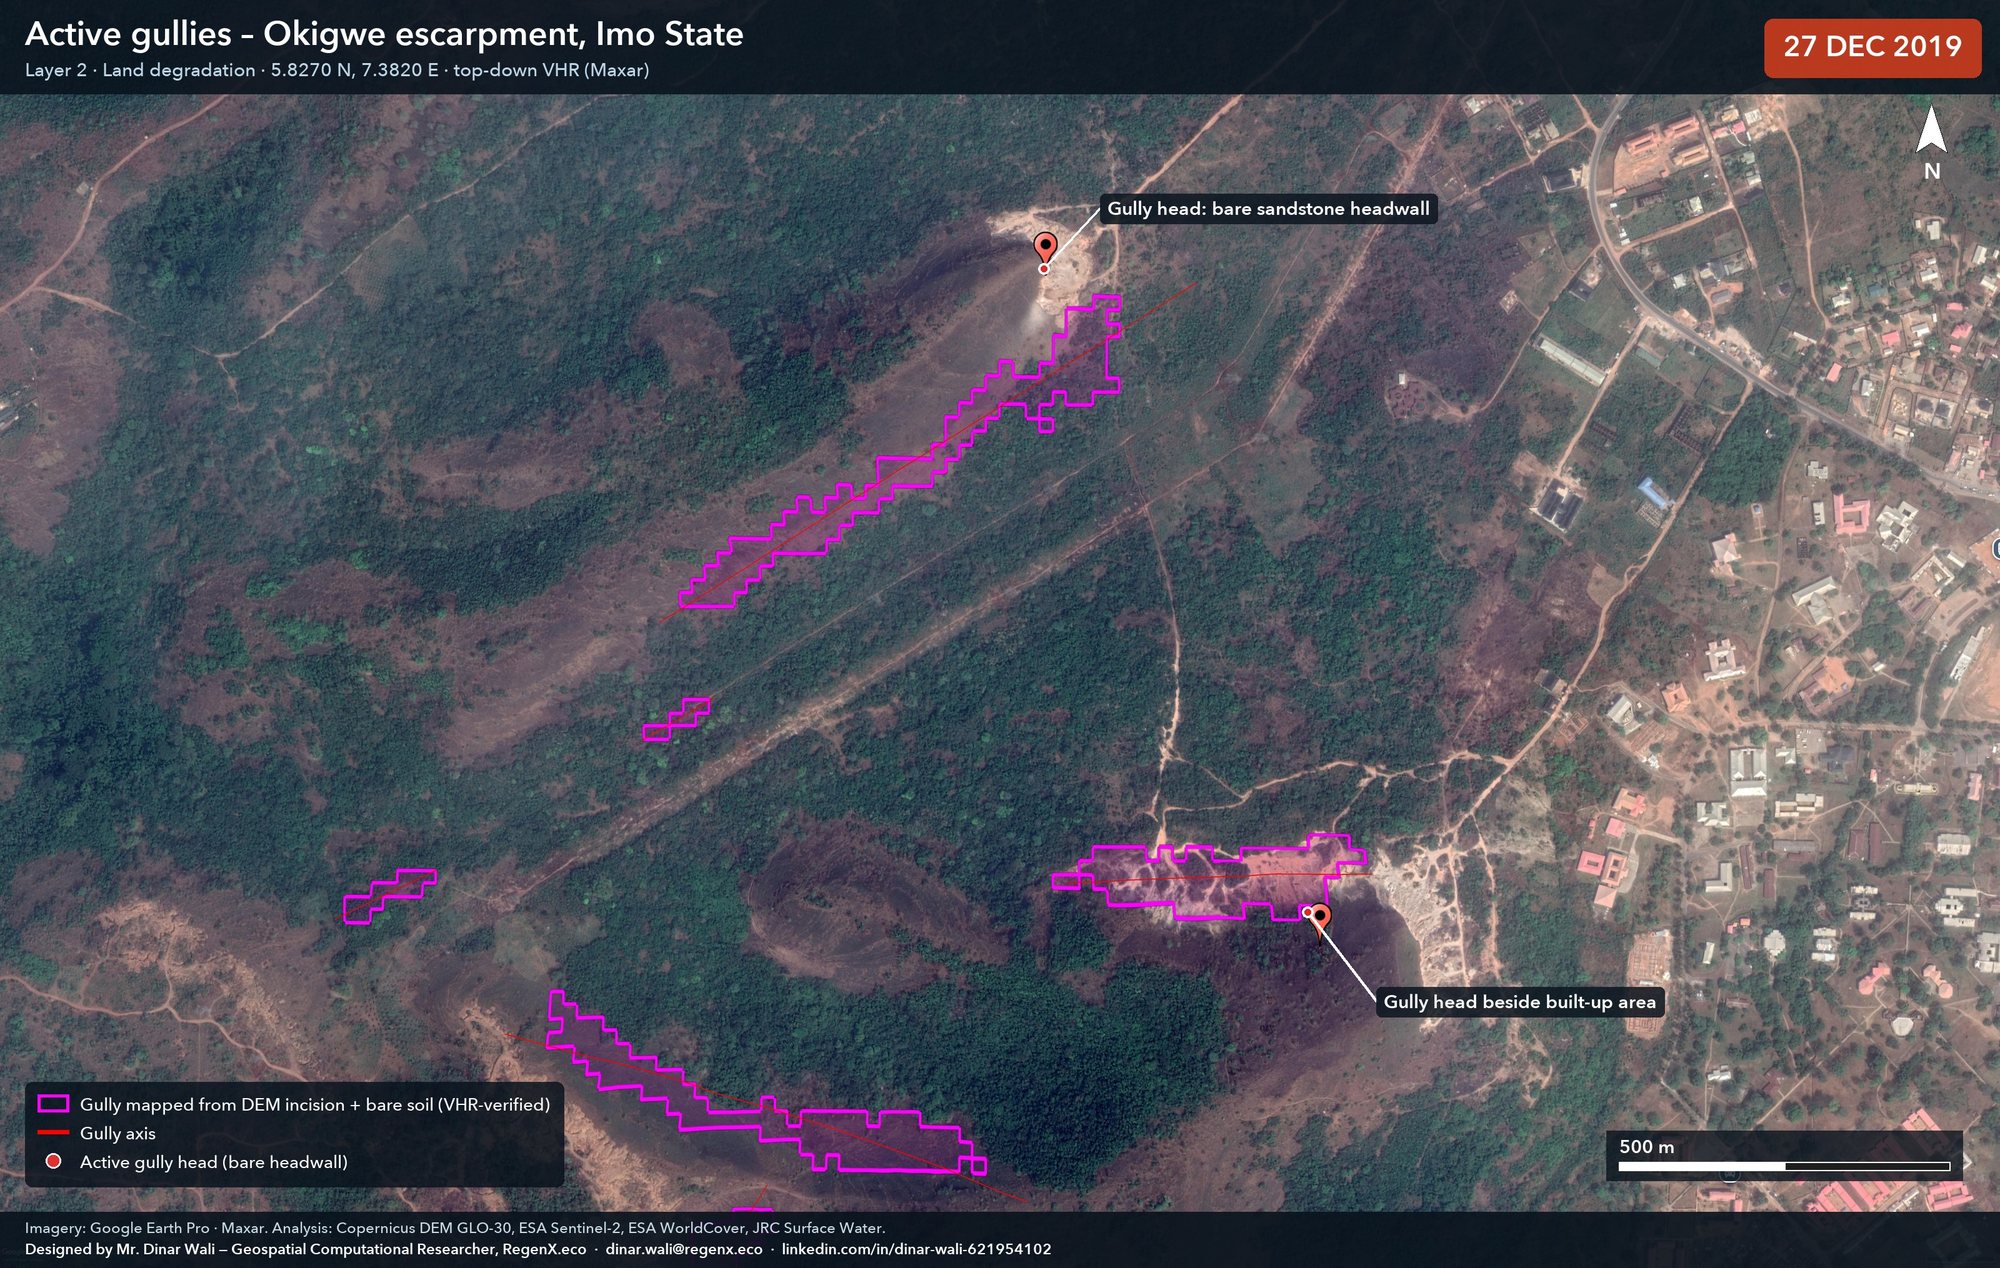 Active gullies – Okigwe escarpment, Imo State
Layer 2 · Land degradation · 5.8270 N, 7.3820 E · top-down VHR (Maxar)
27 DEC 2019
N
Gully head: bare sandstone headwall
Gully head beside built-up area
Gully mapped from DEM incision + bare soil (VHR-verified)
Gully axis
Active gully head (bare headwall)
500 m
Imagery: Google Earth Pro · Maxar. Analysis: Copernicus DEM GLO-30, ESA Sentinel-2, ESA WorldCover, JRC Surface Water.
Designed by Mr. Dinar Wali – Geospatial Computational Researcher, RegenX.eco · dinar.wali@regenx.eco · linkedin.com/in/dinar-wali-621954102